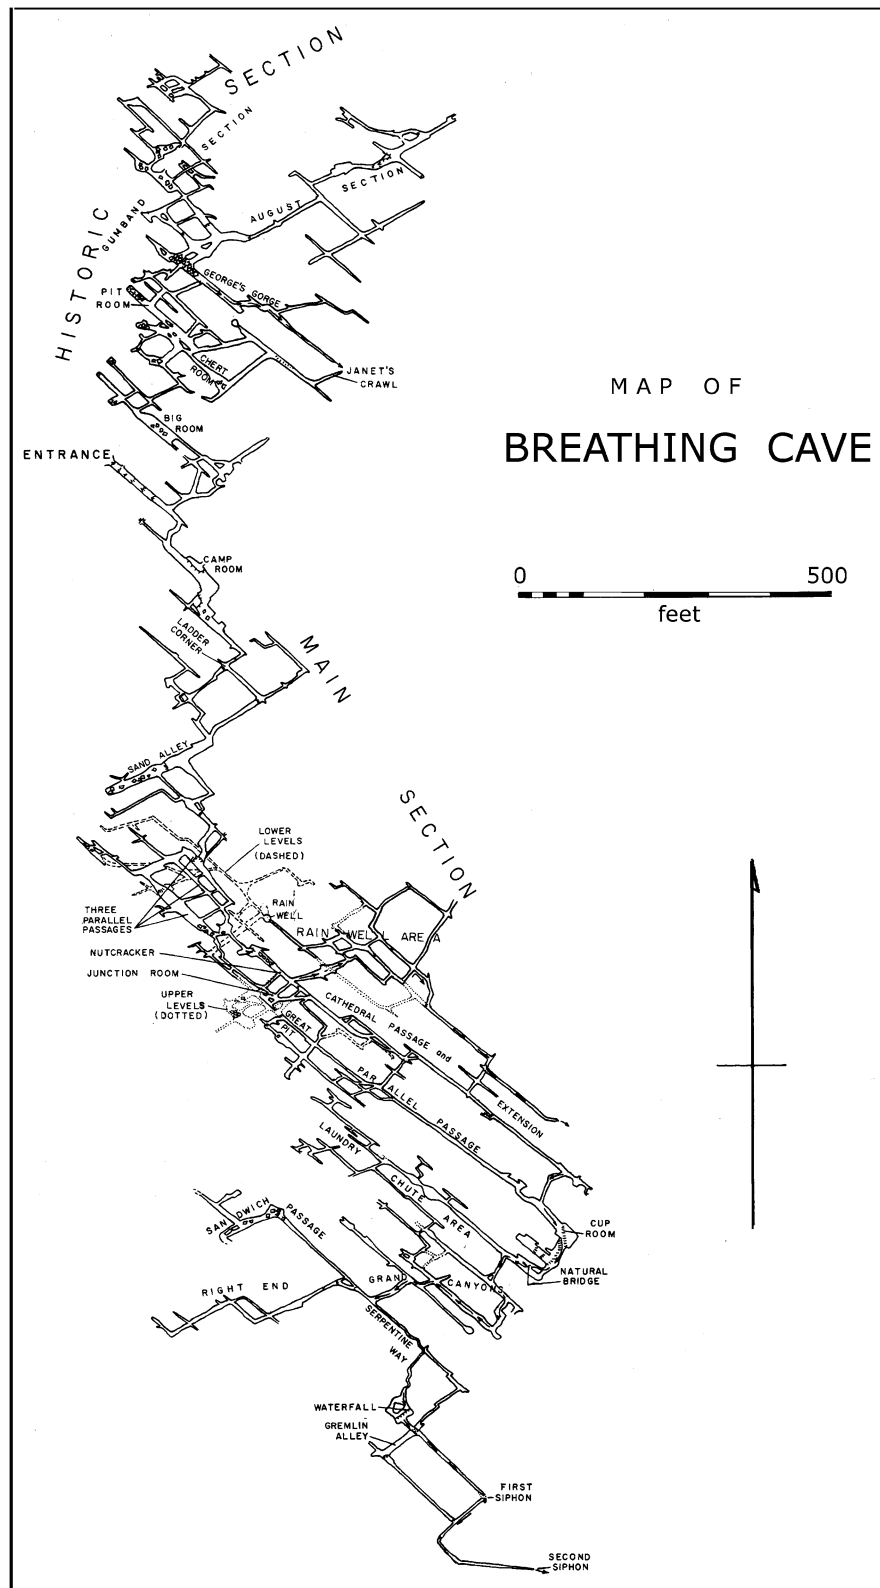 HISTORIC SECTION
SECTION
GUMBAND
AUGUST SECTION
PIT
ROOM
GEORGE'S GORGE
CHERT
ROOM
JANET'S
CRAWL
MAP OF
BREATHING CAVE
BIG
ROOM
ENTRANCE
CAMP
ROOM
0 500
feet
LADDER
CORNER
MAIN SECTION
SAND ALLEY
LOWER
LEVELS
(DASHED)
THREE
PARALLEL
PASSAGES
RAIN
WELL
RAIN WELL AREA
NUTCRACKER
JUNCTION ROOM
UPPER
LEVELS
(DOTTED)
GREAT
PIT
CATHEDRAL PASSAGE and EXTENSION
PARALLEL PASSAGE
LAUNDRY CHUTE AREA
SANDWICH PASSAGE
CUP
ROOM
NATURAL
BRIDGE
RIGHT END
GRAND CANYONS
SERPENTINE
WAY
WATERFALL
GREMLIN
ALLEY
FIRST
SIPHON
SECOND
SIPHON